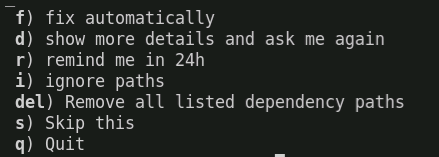 f) fix automatically
d) show more details and ask me again
r) remind me in 24h
i) ignore paths
del) Remove all listed dependency paths
s) Skip this
q) Quit